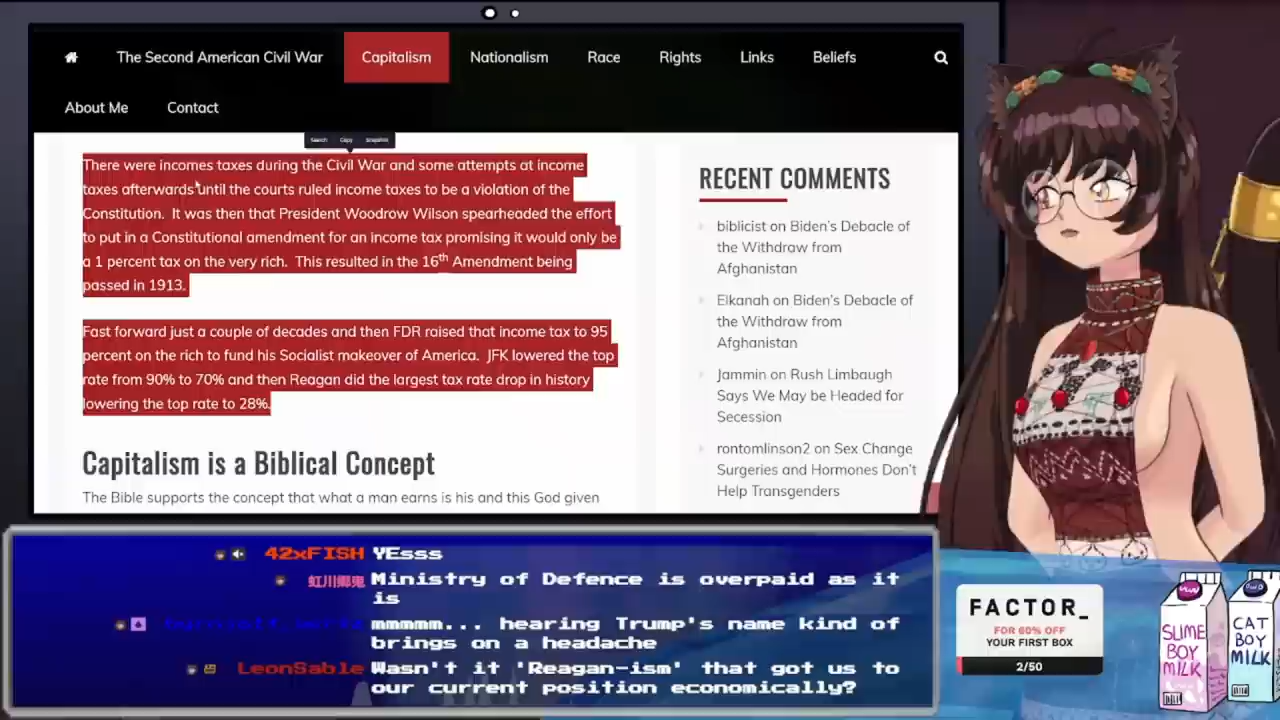 The Second American Civil War
Capitalism
Nationalism
Race
Rights
Links
Beliefs
About Me
Contact
Search
Copy
Snapshot
There were incomes taxes during the Civil War and some attempts at income
taxes afterwards until the courts ruled income taxes to be a violation of the
Constitution. It was then that President Woodrow Wilson spearheaded the effort
to put in a Constitutional amendment for an income tax promising it would only be
a 1 percent tax on the very rich. This resulted in the 16th Amendment being
passed in 1913.
Fast forward just a couple of decades and then FDR raised that income tax to 95
percent on the rich to fund his Socialist makeover of America. JFK lowered the top
rate from 90% to 70% and then Reagan did the largest tax rate drop in history
lowering the top rate to 28%.
Capitalism is a Biblical Concept
The Bible supports the concept that what a man earns is his and this God given
RECENT COMMENTS
biblicist on Biden's Debacle of
the Withdraw from
Afghanistan
Elkanah on Biden's Debacle of
the Withdraw from
Afghanistan
Jammin on Rush Limbaugh
Says We May be Headed for
Secession
rontomlinson2 on Sex Change
Surgeries and Hormones Don't
Help Transgenders
42xFISH YEsss
虹川卿鬼 Ministry of Defence is overpaid as it
is
mmmmm... hearing Trump's name kind of
brings on a headache
LeonSable Wasn't it 'Reagan-ism' that got us to
our current position economically?
FACTOR_
FOR 60% OFF
YOUR FIRST BOX
2/50
SLIME
BOY
MILK
CAT
BOY
MILK